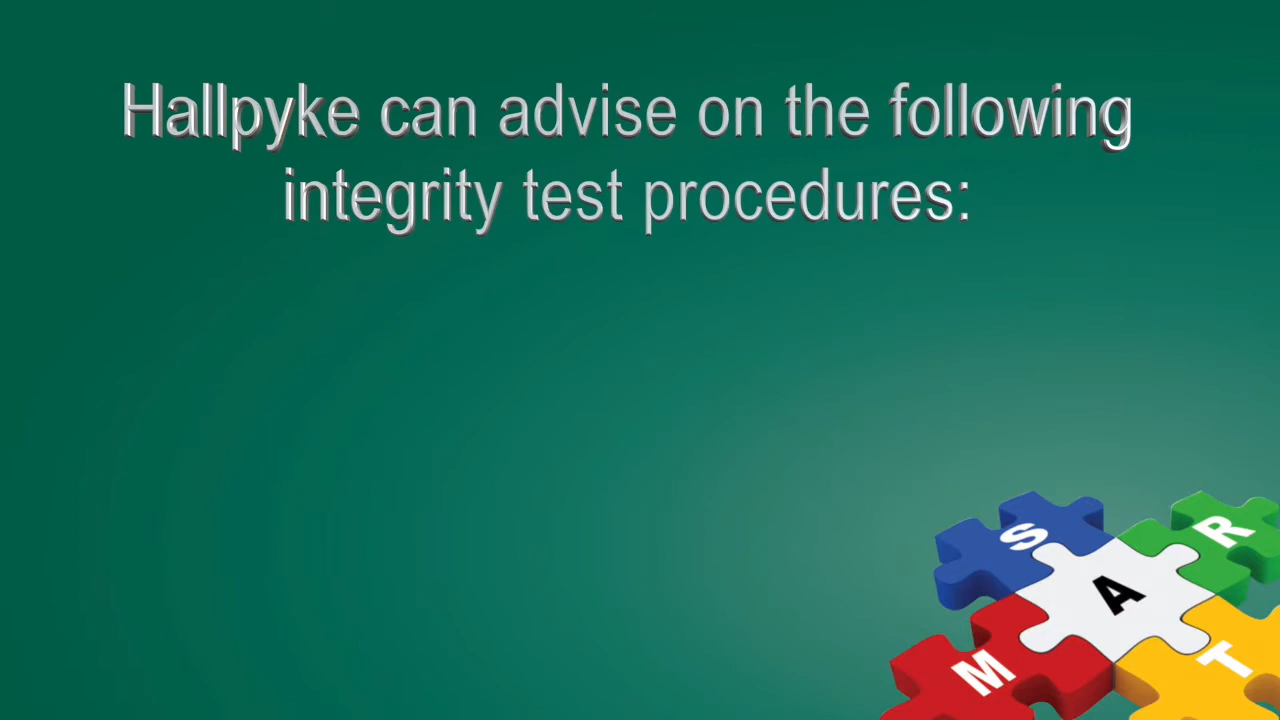 Hallpyke can advise on the following
integrity test procedures:
S
R
A
M
T